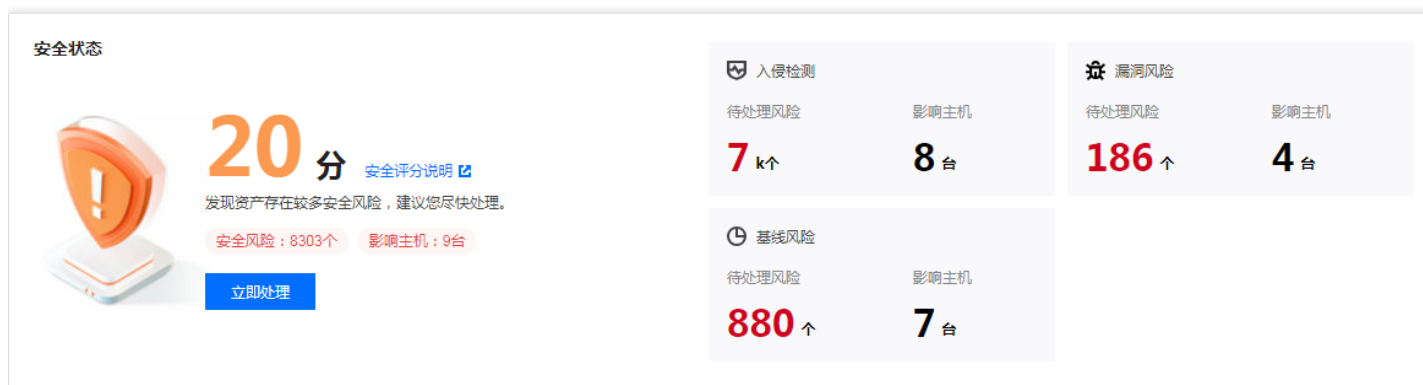 安全状态
20 分 安全评分说明
发现资产存在较多安全风险，建议您尽快处理。
安全风险：8303个 影响主机：9台
立即处理
入侵检测
待处理风险 影响主机
7 k个 8 台
漏洞风险
待处理风险 影响主机
186 个 4 台
基线风险
待处理风险 影响主机
880 个 7 台